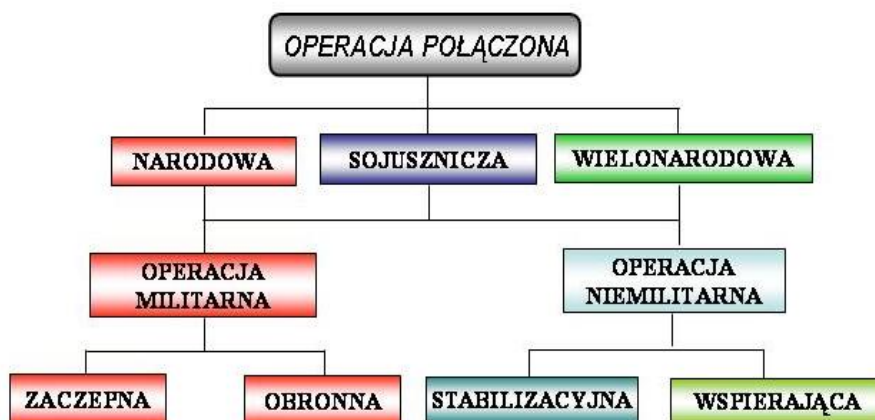 OPERACJA POŁĄCZONA
NARODOWA
SOJUSZNICZA
WIELONARODOWA
OPERACJA
MILITARNA
OPERACJA
NIEMILITARNA
ZACZEPNA
OBRONNA
STABILIZACYJNA
WSPIERAJĄCA